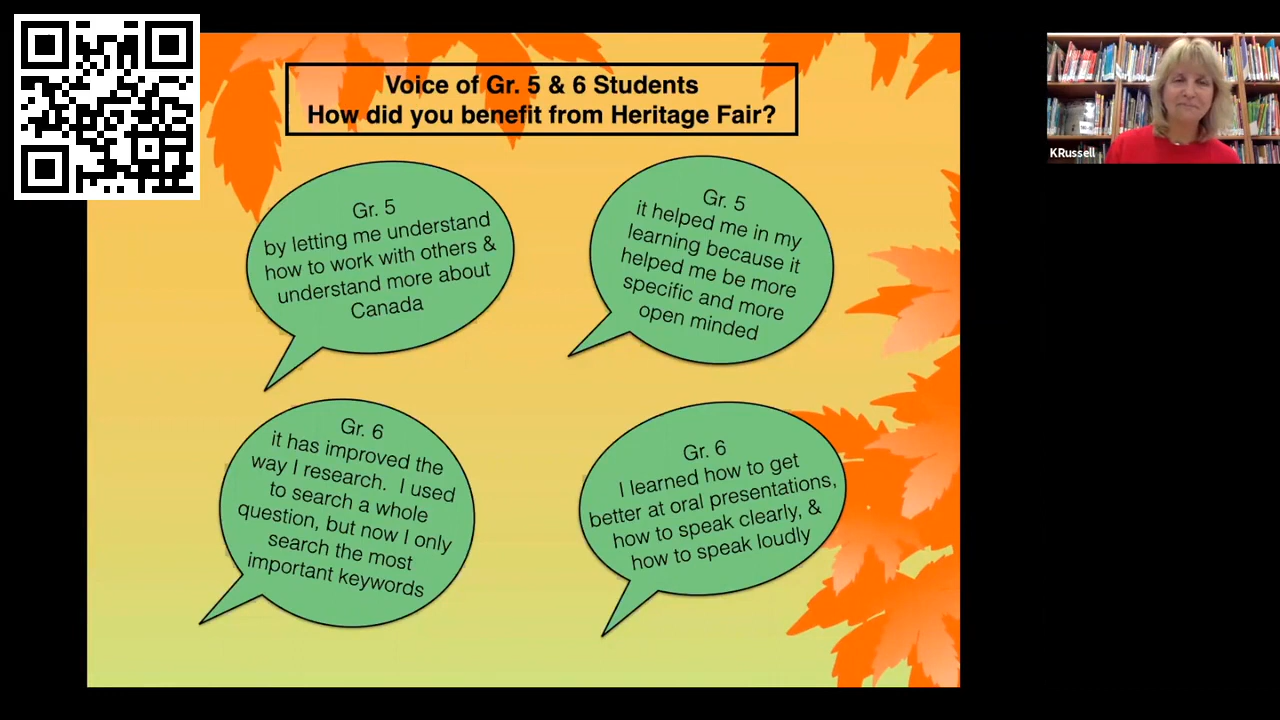 Voice of Gr. 5 & 6 Students
How did you benefit from Heritage Fair?
Gr. 5
by letting me understand
how to work with others &
understand more about
Canada
Gr. 5
it helped me in my
learning because it
helped me be more
specific and more
open minded
Gr. 6
it has improved the
way I research.  I used
to search a whole
question, but now I only
search the most
important keywords
Gr. 6
I learned how to get
better at oral presentations,
how to speak clearly, &
how to speak loudly
KRussell